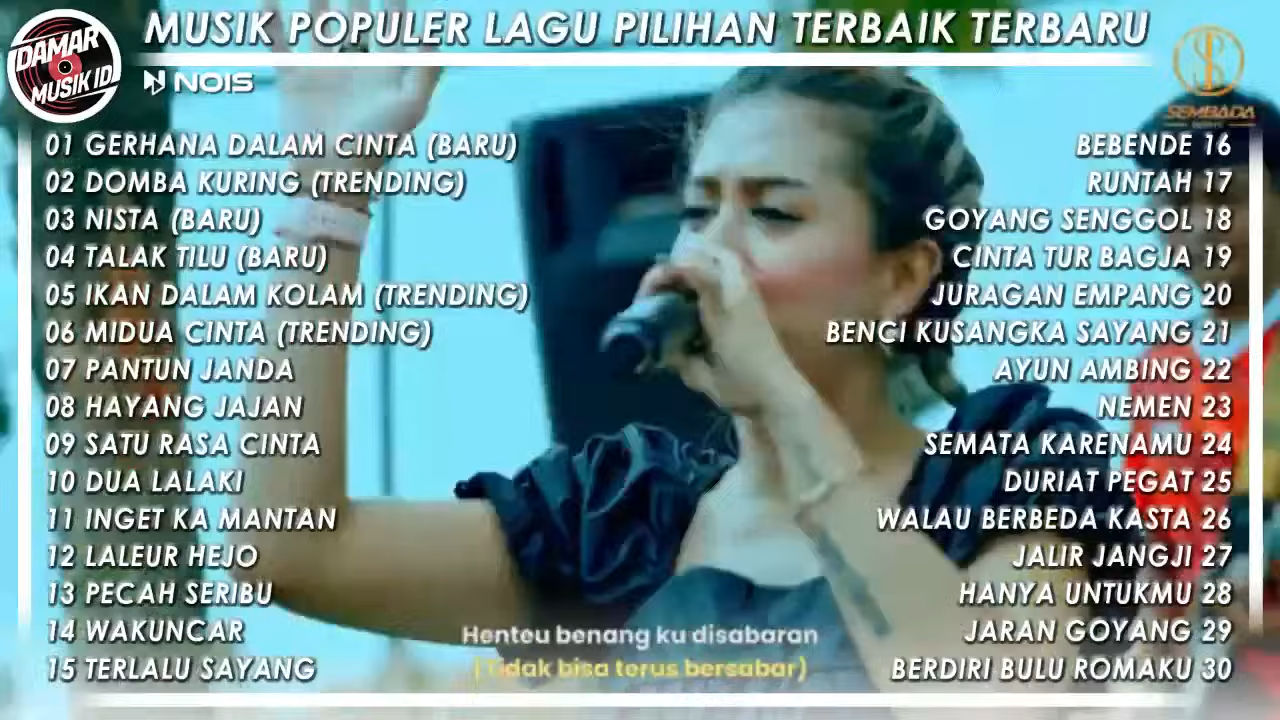 DAMAR
MUSIK ID
MUSIK POPULER LAGU PILIHAN TERBAIK TERBARU
NOIS
SEMBADA
01 GERHANA DALAM CINTA (BARU)
02 DOMBA KURING (TRENDING)
03 NISTA (BARU)
04 TALAK TILU (BARU)
05 IKAN DALAM KOLAM (TRENDING)
06 MIDUA CINTA (TRENDING)
07 PANTUN JANDA
08 HAYANG JAJAN
09 SATU RASA CINTA
10 DUA LALAKI
11 INGET KA MANTAN
12 LALEUR HEJO
13 PECAH SERIBU
14 WAKUNCAR
15 TERLALU SAYANG
BEBENDE 16
RUNTAH 17
GOYANG SENGGOL 18
CINTA TUR BAGJA 19
JURAGAN EMPANG 20
BENCI KUSANGKA SAYANG 21
AYUN AMBING 22
NEMEN 23
SEMATA KARENAMU 24
DURIAT PEGAT 25
WALAU BERBEDA KASTA 26
JALIR JANGJI 27
HANYA UNTUKMU 28
JARAN GOYANG 29
BERDIRI BULU ROMAKU 30
Henteu benang ku disabaran
(Tidak bisa terus bersabar)